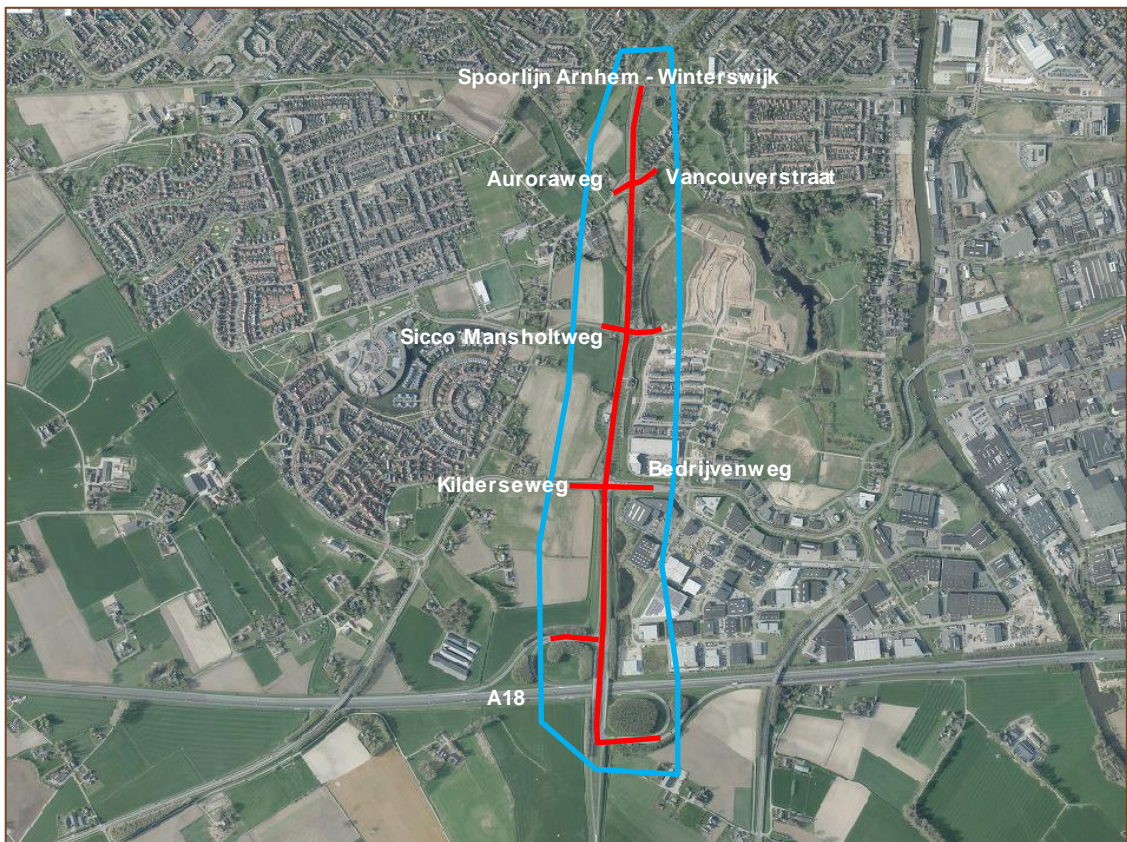 Spoorlijn Arnhem - Winterswijk
Auroraweg
Vancouverstraat
Sicco Mansholtweg
Bedrijvenweg
Kilderseweg
A18